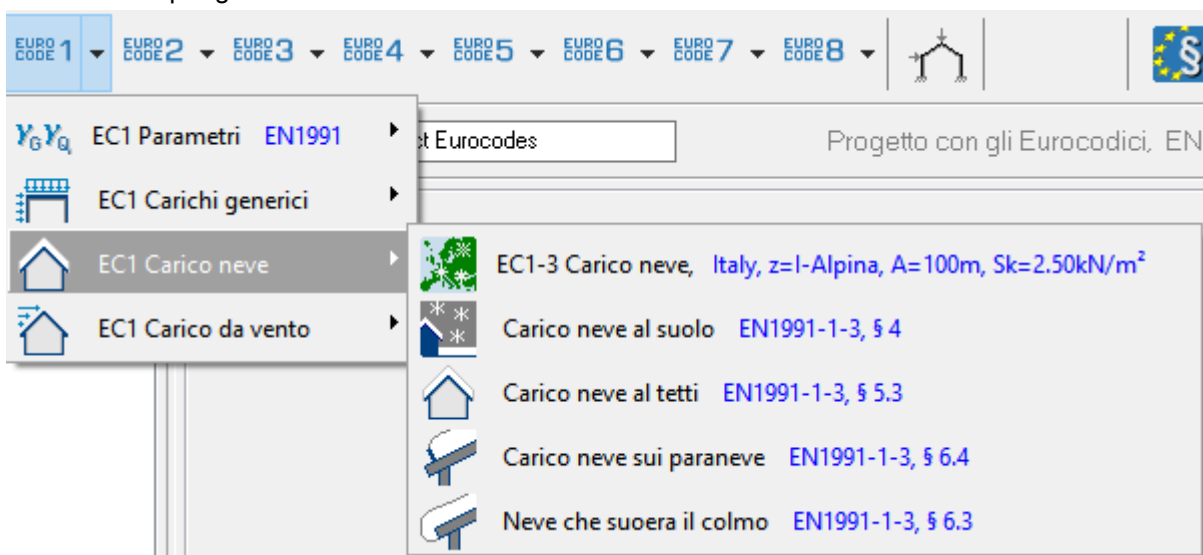 EURO CODE 1 EURO CODE 2 EURO CODE 3 EURO CODE 4 EURO CODE 5 EURO CODE 6 EURO CODE 7 EURO CODE 8
γG γQ EC1 Parametri EN1991
ct Eurocodes
Progetto con gli Eurocodici, EN
EC1 Carichi generici
EC1 Carico neve
EC1 Carico da vento
EC1-3 Carico neve, Italy, z=I-Alpina, A=100m, Sk=2.50kN/m²
Carico neve al suolo EN1991-1-3, § 4
Carico neve al tetti EN1991-1-3, § 5.3
Carico neve sui paraneve EN1991-1-3, § 6.4
Neve che suoera il colmo EN1991-1-3, § 6.3